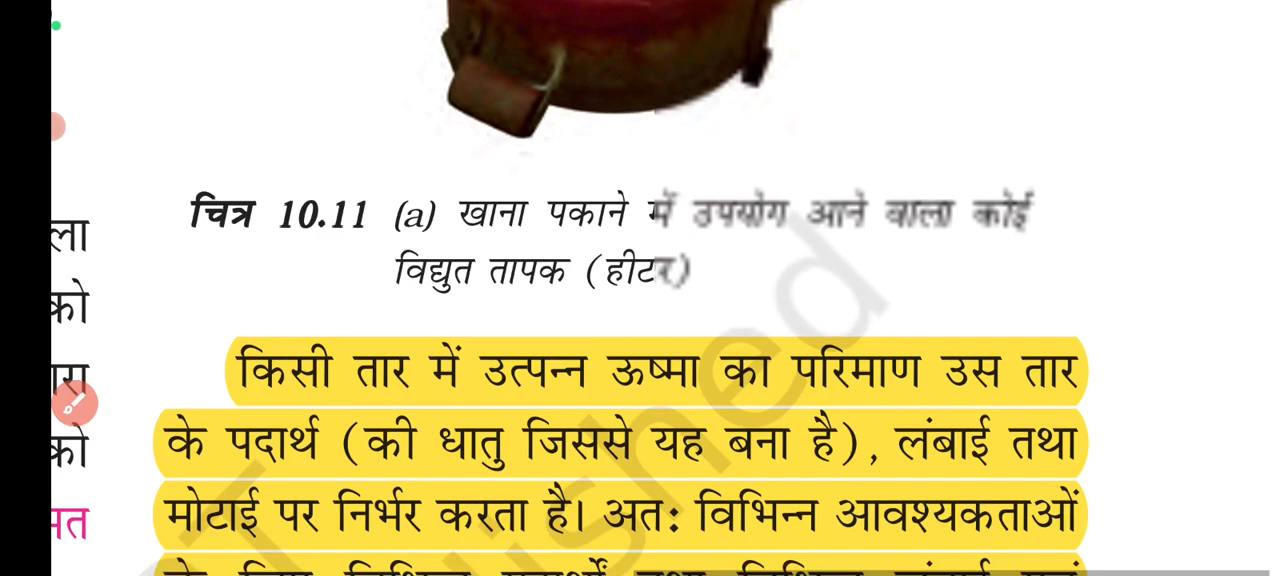 चित्र 10.11 (a) खाना पकाने में उपयोग आने वाला कोई
विद्युत तापक (हीटर)
ला
को
को
किसी तार में उत्पन्न ऊष्मा का परिमाण उस तार
के पदार्थ (की धातु जिससे यह बना है), लंबाई तथा
मोटाई पर निर्भर करता है। अतः विभिन्न आवश्यकताओं